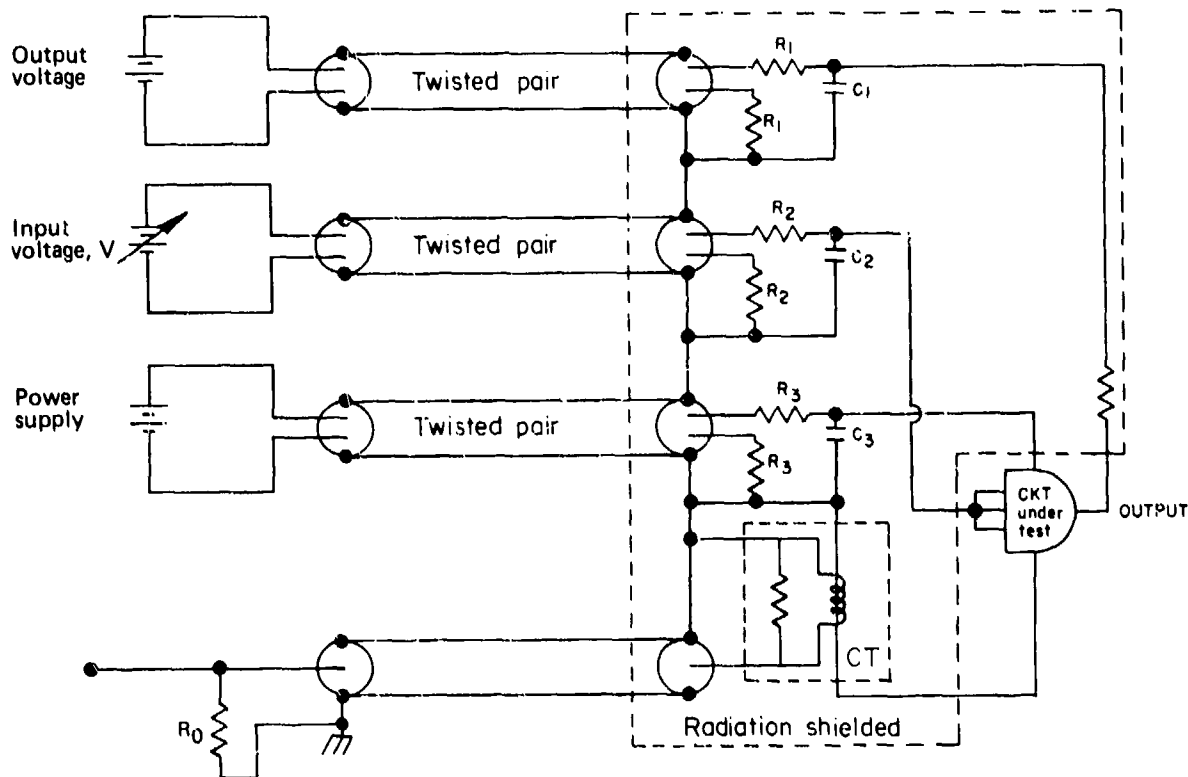 Output
voltage
Twisted pair
R1
C1
R1
Input
voltage, V
Twisted pair
R2
C2
R2
Power
supply
Twisted pair
R3
C3
R3
CKT
under
test
OUTPUT
CT
R0
Radiation shielded